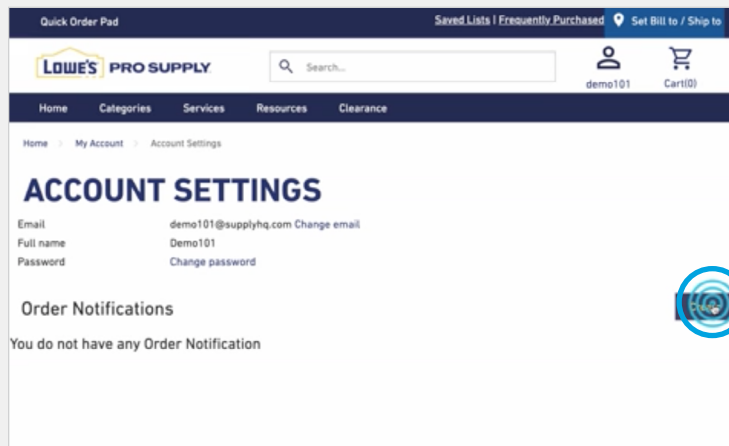 Quick Order Pad
Saved Lists | Frequently Purchased Set Bill to / Ship to
LOWE'S PRO SUPPLY
Search...
demo101
Cart(0)
Home Categories Services Resources Clearance
Home > My Account > Account Settings
ACCOUNT SETTINGS
Email demo101@supplyhq.com Change email
Full name Demo101
Password Change password
Order Notifications
You do not have any Order Notification